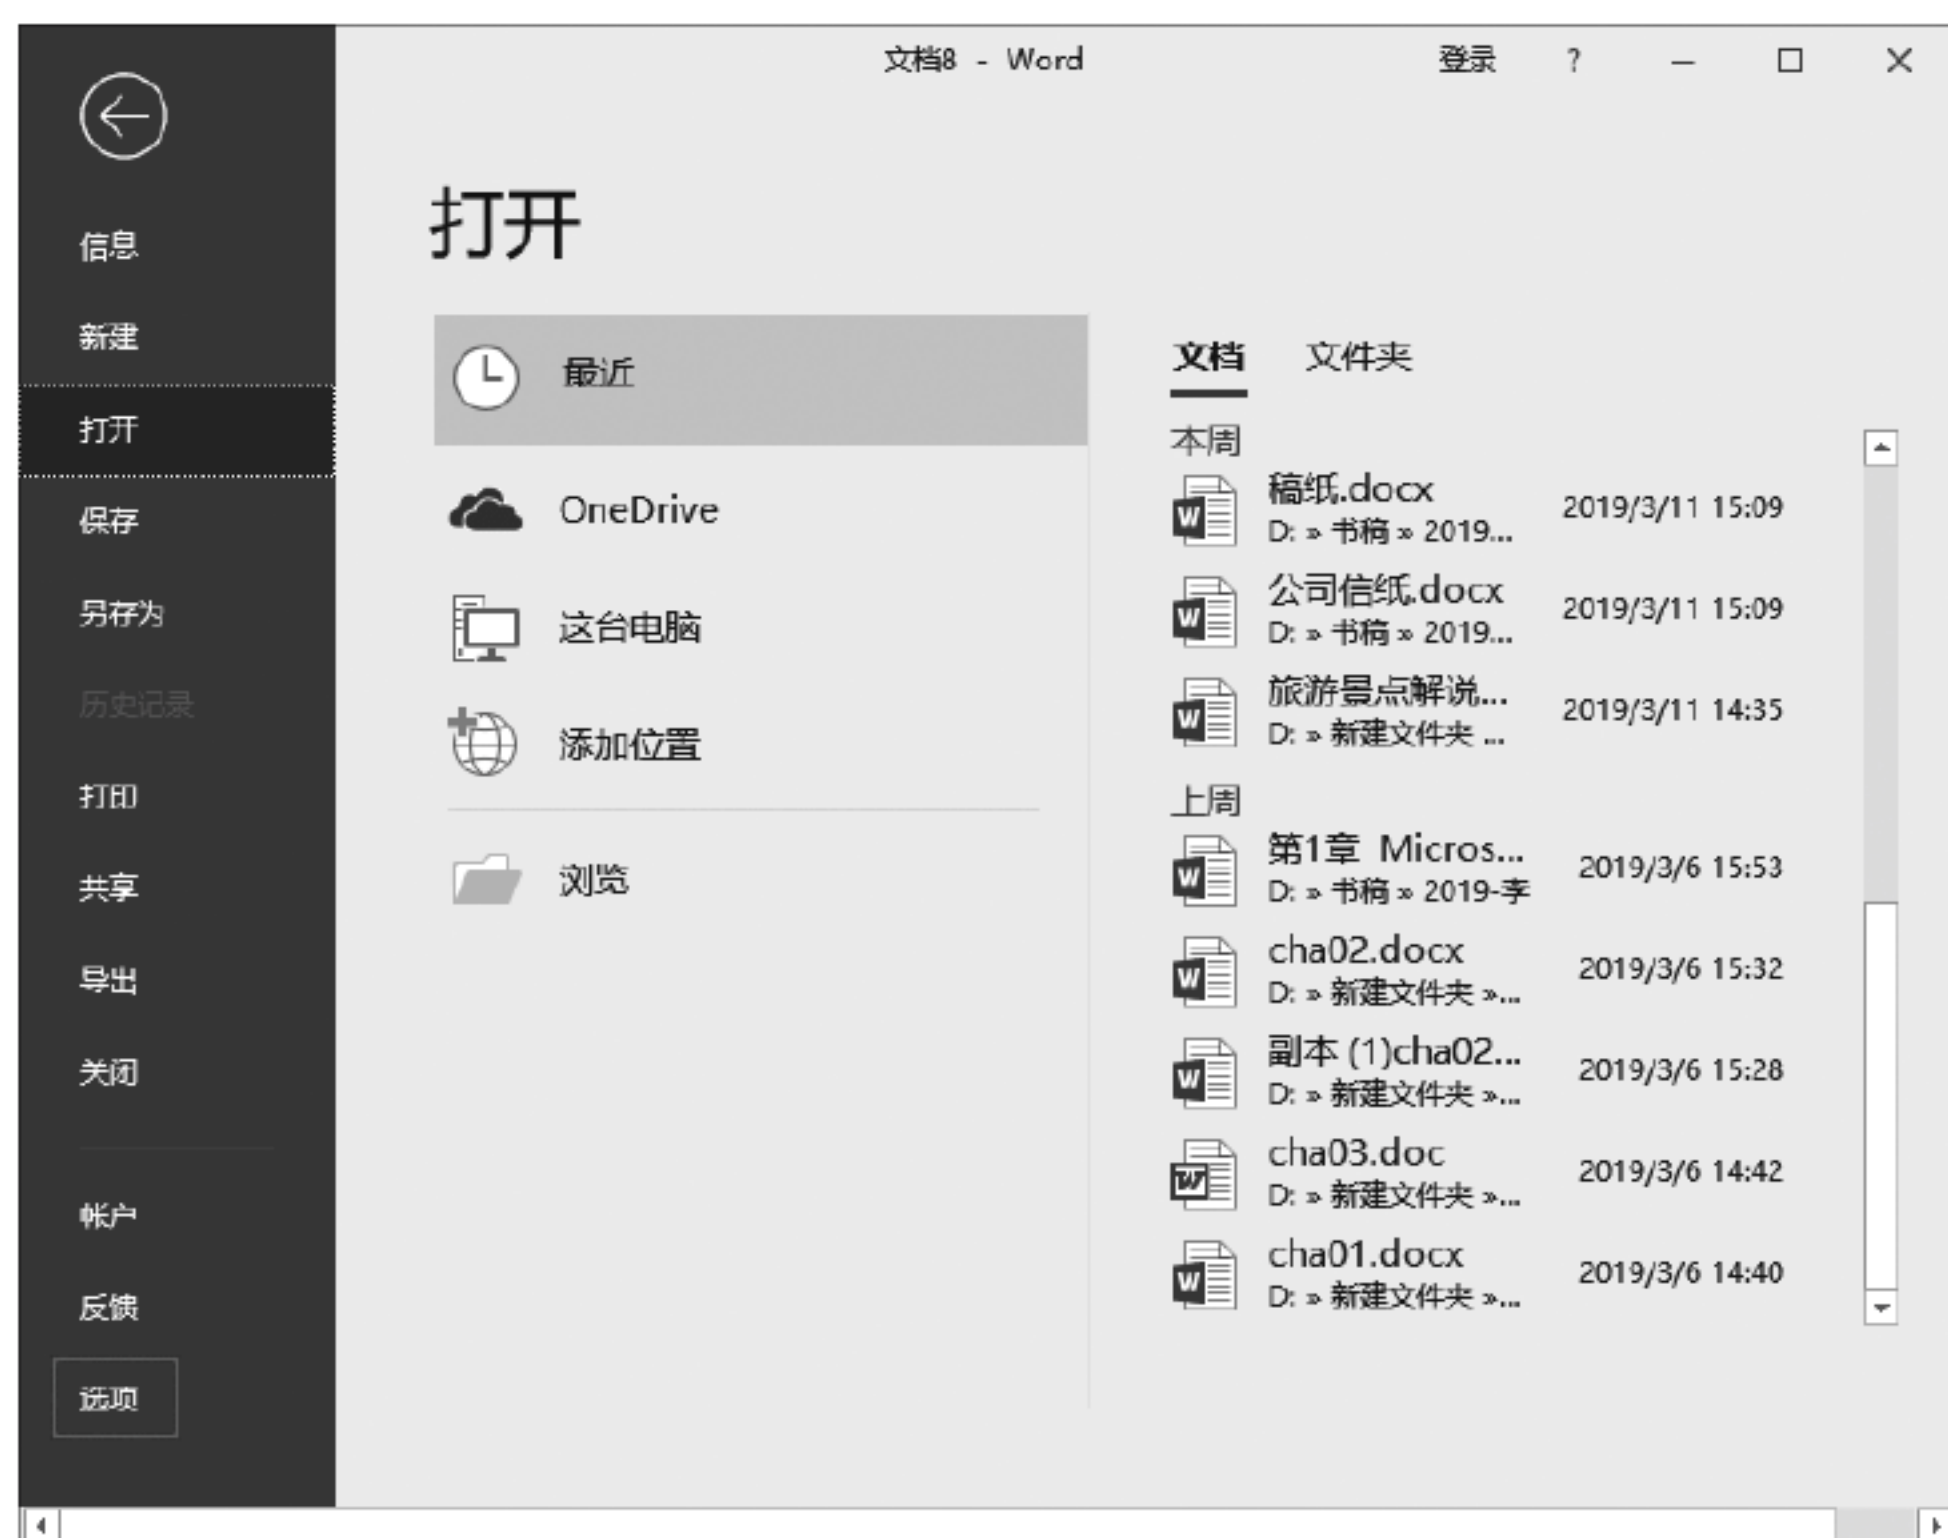 文档8 - Word
登录
?
信息
新建
打开
保存
另存为
历史记录
打印
共享
导出
关闭
帐户
反馈
选项
打开
最近
OneDrive
这台电脑
添加位置
浏览
文档 文件夹
本周
稿纸.docx
D: » 书稿 » 2019...
2019/3/11 15:09
公司信纸.docx
D: » 书稿 » 2019...
2019/3/11 15:09
旅游景点解说...
D: » 新建文件夹 ...
2019/3/11 14:35
上周
第1章 Micros...
D: » 书稿 » 2019-李
2019/3/6 15:53
cha02.docx
D: » 新建文件夹 »...
2019/3/6 15:32
副本 (1)cha02...
D: » 新建文件夹 »...
2019/3/6 15:28
cha03.doc
D: » 新建文件夹 »...
2019/3/6 14:42
cha01.docx
D: » 新建文件夹 »...
2019/3/6 14:40